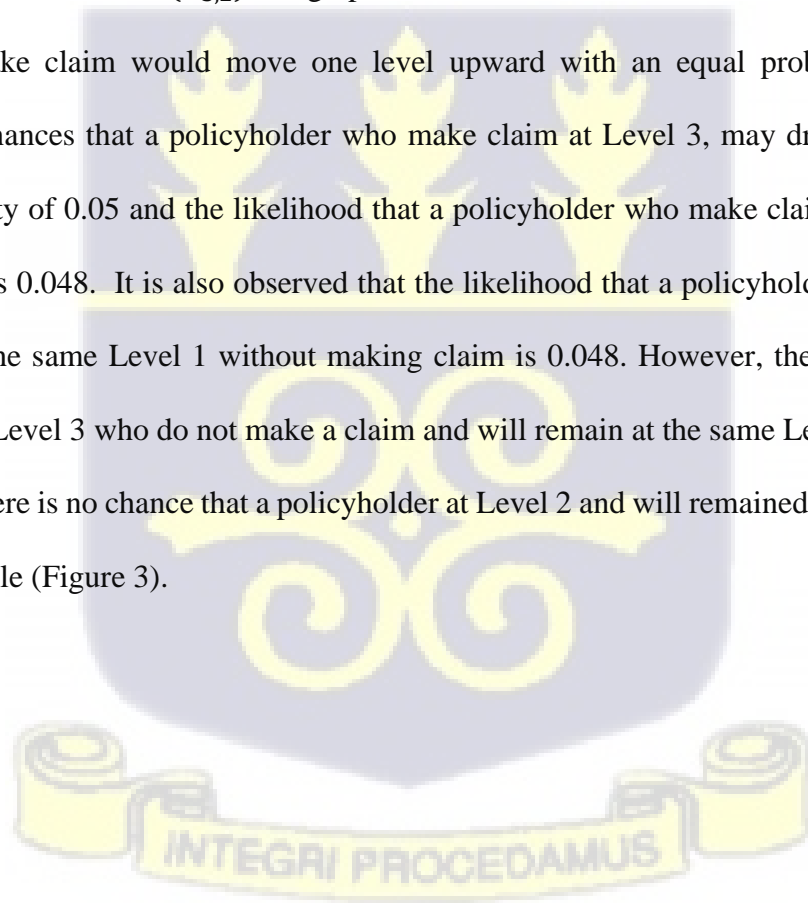 ke claim would move one level upward with an equal prob
nances that a policyholder who make claim at Level 3, may dr
ty of 0.05 and the likelihood that a policyholder who make clai
s 0.048. It is also observed that the likelihood that a policyhold
ne same Level 1 without making claim is 0.048. However, the
Level 3 who do not make a claim and will remain at the same Le
ere is no chance that a policyholder at Level 2 and will remained
le (Figure 3).
INTEGRI PROCEDAMUS